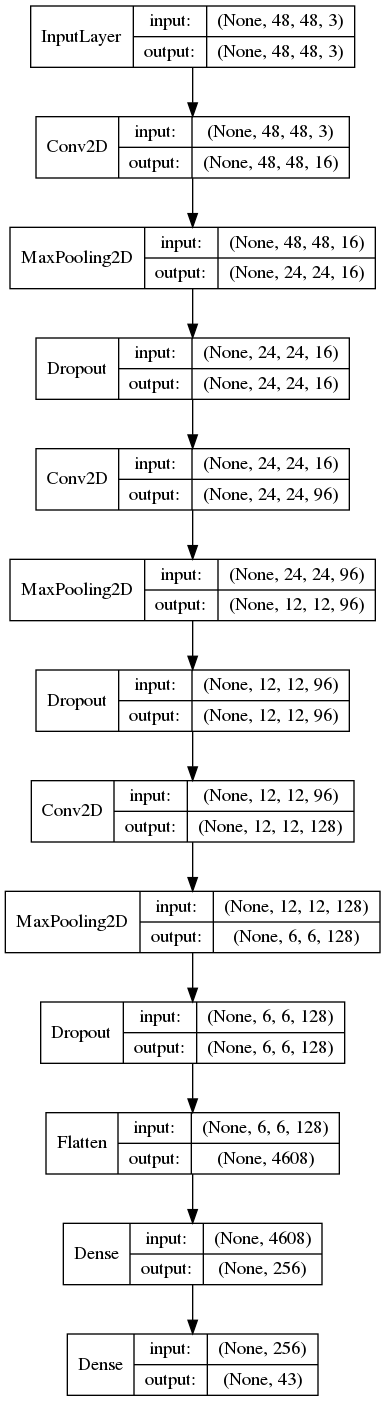 InputLayer input: (None, 48, 48, 3)
output: (None, 48, 48, 3)
Conv2D input: (None, 48, 48, 3)
output: (None, 48, 48, 16)
MaxPooling2D input: (None, 48, 48, 16)
output: (None, 24, 24, 16)
Dropout input: (None, 24, 24, 16)
output: (None, 24, 24, 16)
Conv2D input: (None, 24, 24, 16)
output: (None, 24, 24, 96)
MaxPooling2D input: (None, 24, 24, 96)
output: (None, 12, 12, 96)
Dropout input: (None, 12, 12, 96)
output: (None, 12, 12, 96)
Conv2D input: (None, 12, 12, 96)
output: (None, 12, 12, 128)
MaxPooling2D input: (None, 12, 12, 128)
output: (None, 6, 6, 128)
Dropout input: (None, 6, 6, 128)
output: (None, 6, 6, 128)
Flatten input: (None, 6, 6, 128)
output: (None, 4608)
Dense input: (None, 4608)
output: (None, 256)
Dense input: (None, 256)
output: (None, 43)